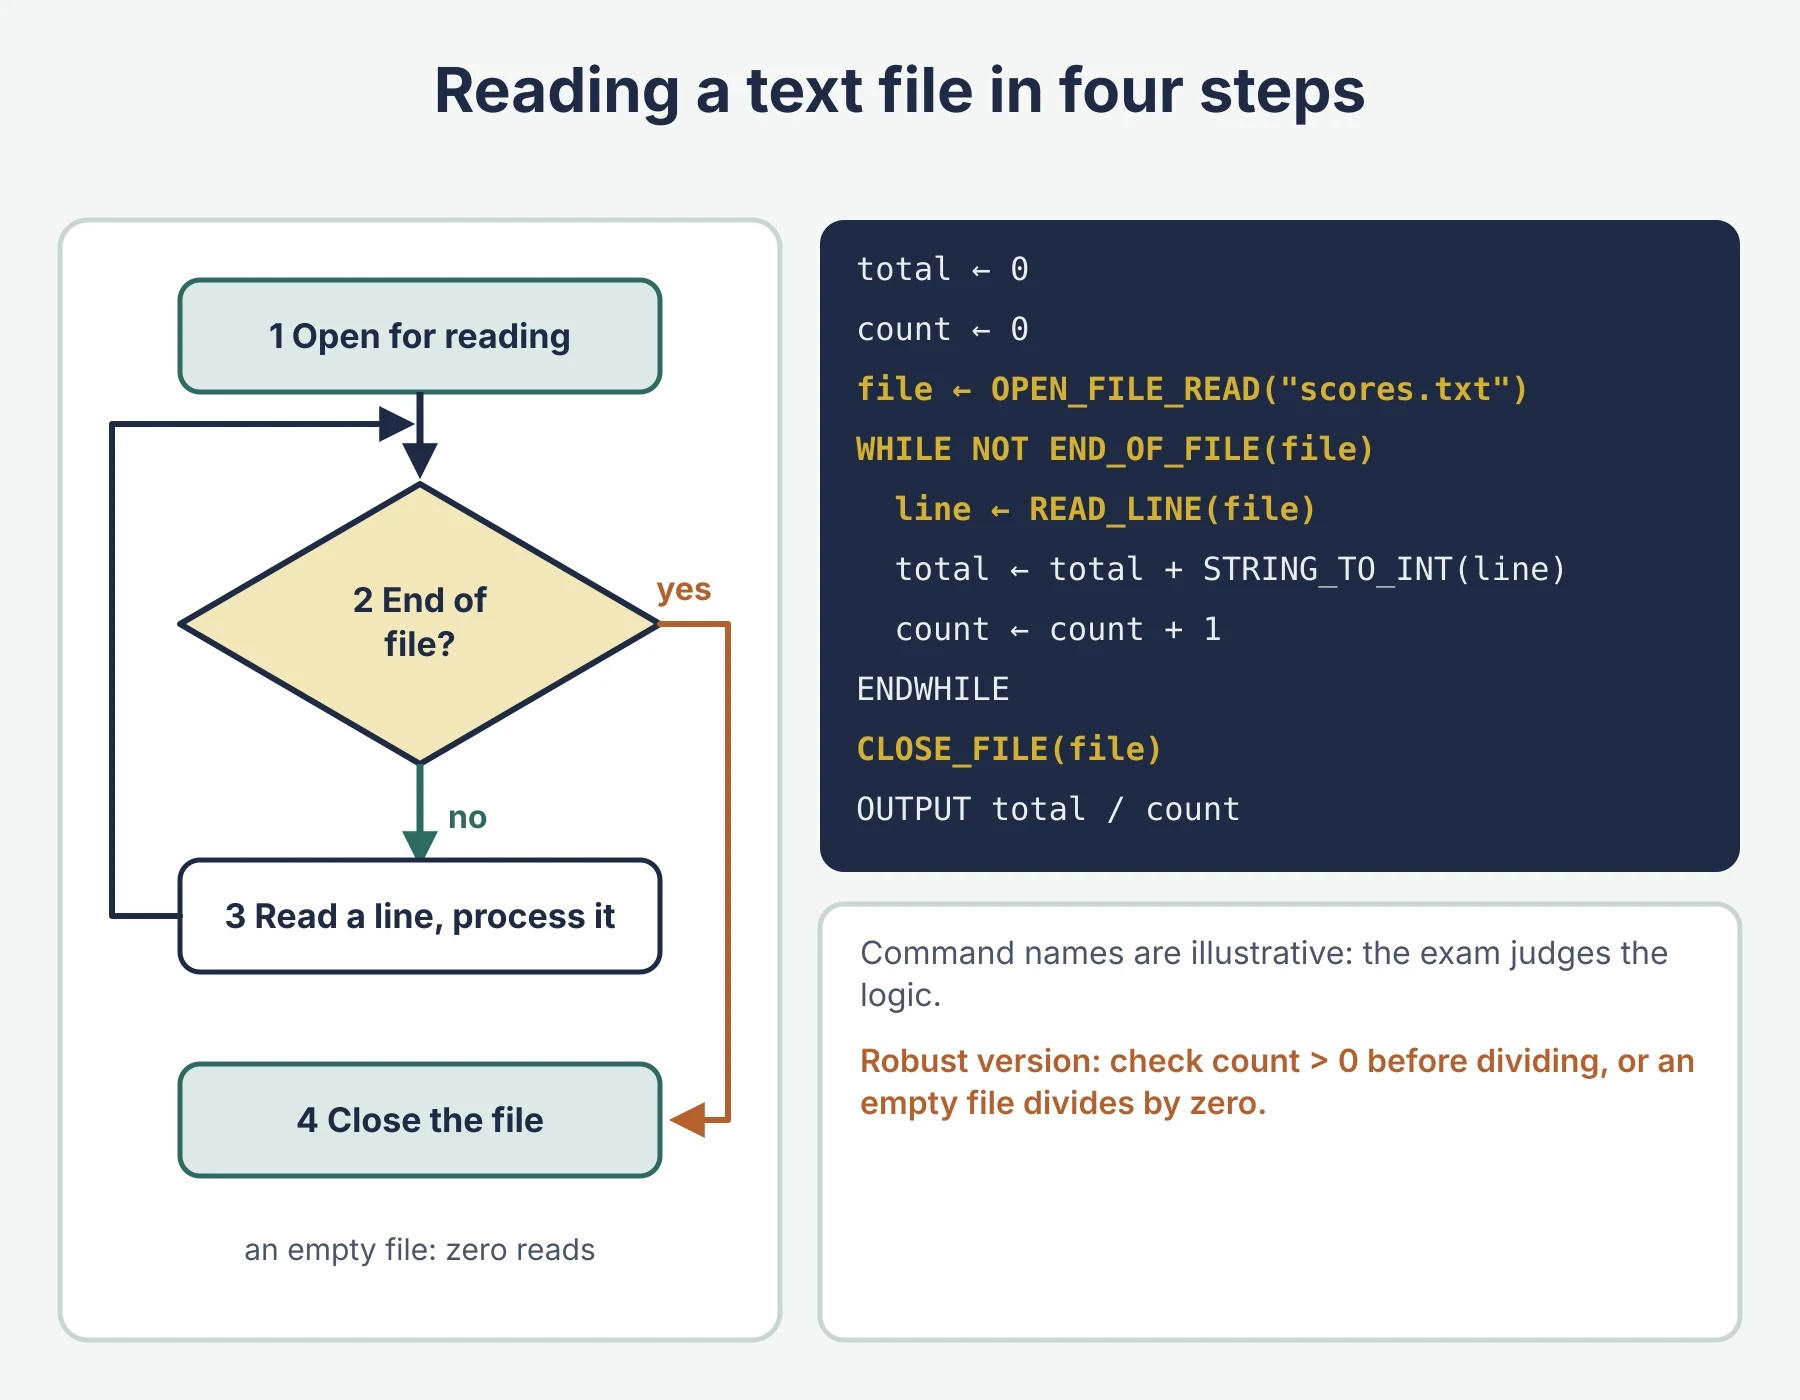 Reading a text file in four steps
1 Open for reading
2 End of
file?
yes
no
3 Read a line, process it
4 Close the file
an empty file: zero reads
total ← 0
count ← 0
file ← OPEN_FILE_READ("scores.txt")
WHILE NOT END_OF_FILE(file)
  line ← READ_LINE(file)
  total ← total + STRING_TO_INT(line)
  count ← count + 1
ENDWHILE
CLOSE_FILE(file)
OUTPUT total / count
Command names are illustrative: the exam judges the
logic.
Robust version: check count > 0 before dividing, or an
empty file divides by zero.